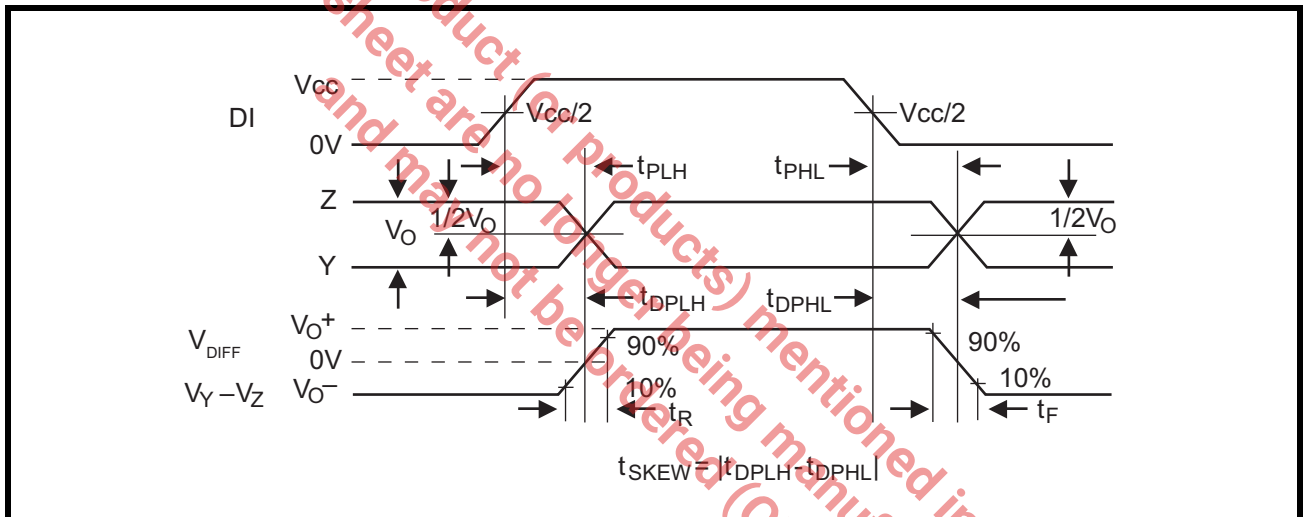 Vcc
DI
Vcc/2
Vcc/2
0V
tPLH
tPHL
Z
VO
1/2VO
1/2VO
Y
tDPLH
tDPHL
VO+
VDIFF
0V
90%
90%
VY –VZ
VO–
10%
10%
tR
tF
tSKEW = |tDPLH-tDPHL|
oduct (or products) mentioned in
sheet are no longer being manuf
and may not be ordered (O